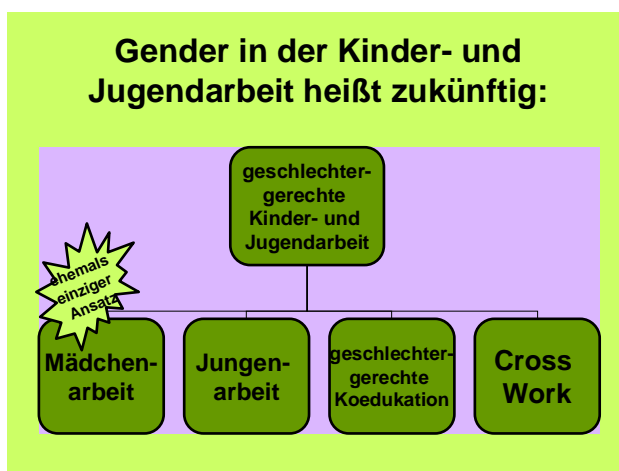 Gender in der Kinder- und
Jugendarbeit heißt zukünftig:
geschlechter-
gerechte
Kinder- und
Jugendarbeit
ehemals
einziger
Ansatz
Mädchen-
arbeit
Jungen-
arbeit
geschlechter-
gerechte
Koedukation
Cross
Work